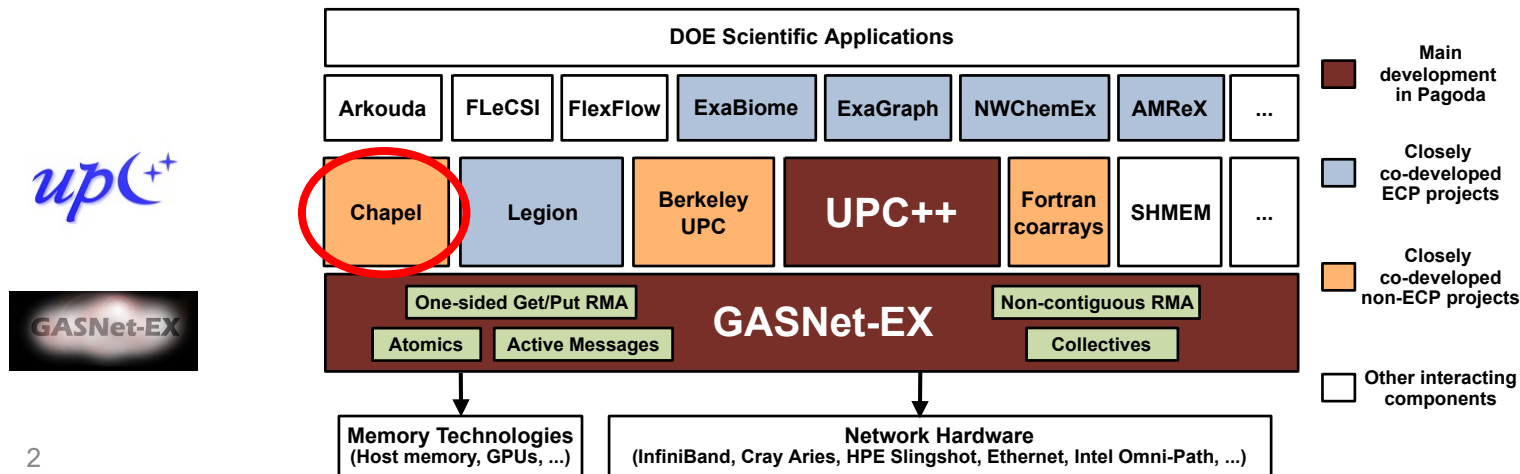 DOE Scientific Applications
Arkouda
FLeCSI
FlexFlow
ExaBiome
ExaGraph
NWChemEx
AMReX
...
Chapel
Legion
Berkeley
UPC
UPC++
Fortran
coarrays
SHMEM
...
One-sided Get/Put RMA
Non-contiguous RMA
GASNet-EX
Atomics
Active Messages
Collectives
Memory Technologies
(Host memory, GPUs, ...)
Network Hardware
(InfiniBand, Cray Aries, HPE Slingshot, Ethernet, Intel Omni-Path, ...)
Main
development
in Pagoda
Closely
co-developed
ECP projects
Closely
co-developed
non-ECP projects
Other interacting
components
upC++
GASNet-EX
2